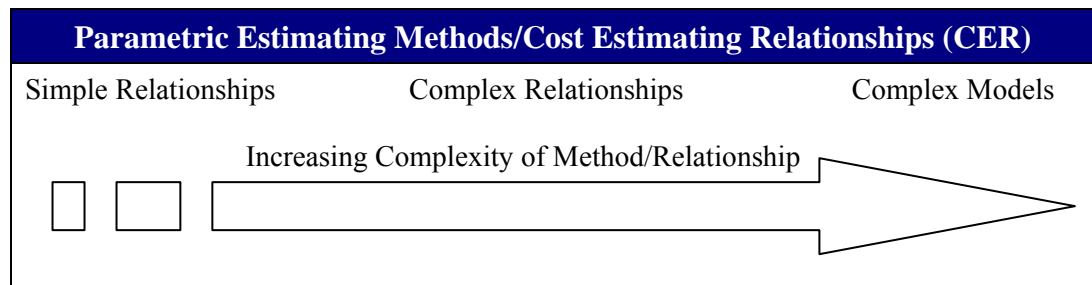 Parametric Estimating Methods/Cost Estimating Relationships (CER)
Simple Relationships Complex Relationships Complex Models
Increasing Complexity of Method/Relationship